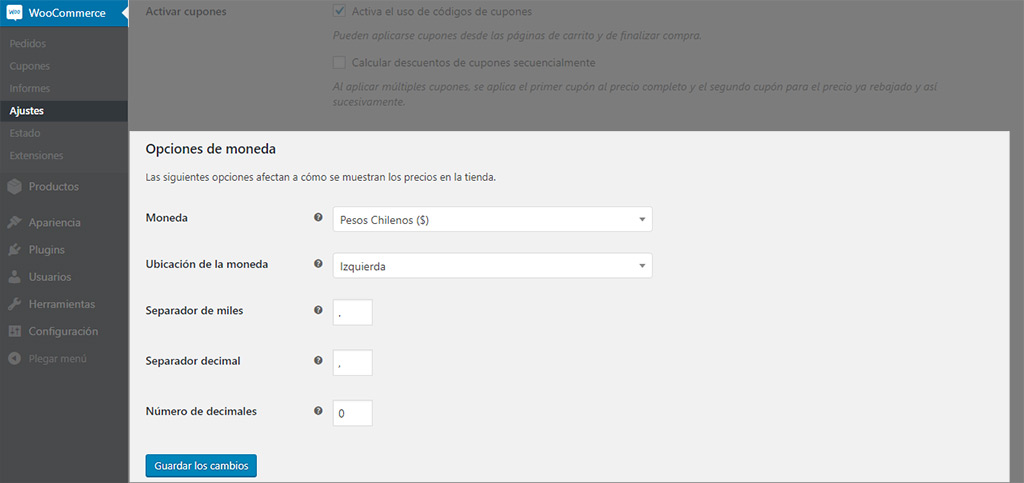 WooCommerce
Pedidos
Cupones
Informes
Ajustes
Estado
Extensiones
Productos
Apariencia
Plugins
Usuarios
Herramientas
Configuración
Plegar menú
Activar cupones
Activa el uso de códigos de cupones
Pueden aplicarse cupones desde las páginas de carrito y de finalizar compra.
Calcular descuentos de cupones secuencialmente
Al aplicar múltiples cupones, se aplica el primer cupón al precio completo y el segundo cupón para el precio ya rebajado y así
sucesivamente.
Opciones de moneda
Las siguientes opciones afectan a cómo se muestran los precios en la tienda.
Moneda ? Pesos Chilenos ($)
Ubicación de la moneda ? Izquierda
Separador de miles ? .
Separador decimal ? ,
Número de decimales ? 0
Guardar los cambios